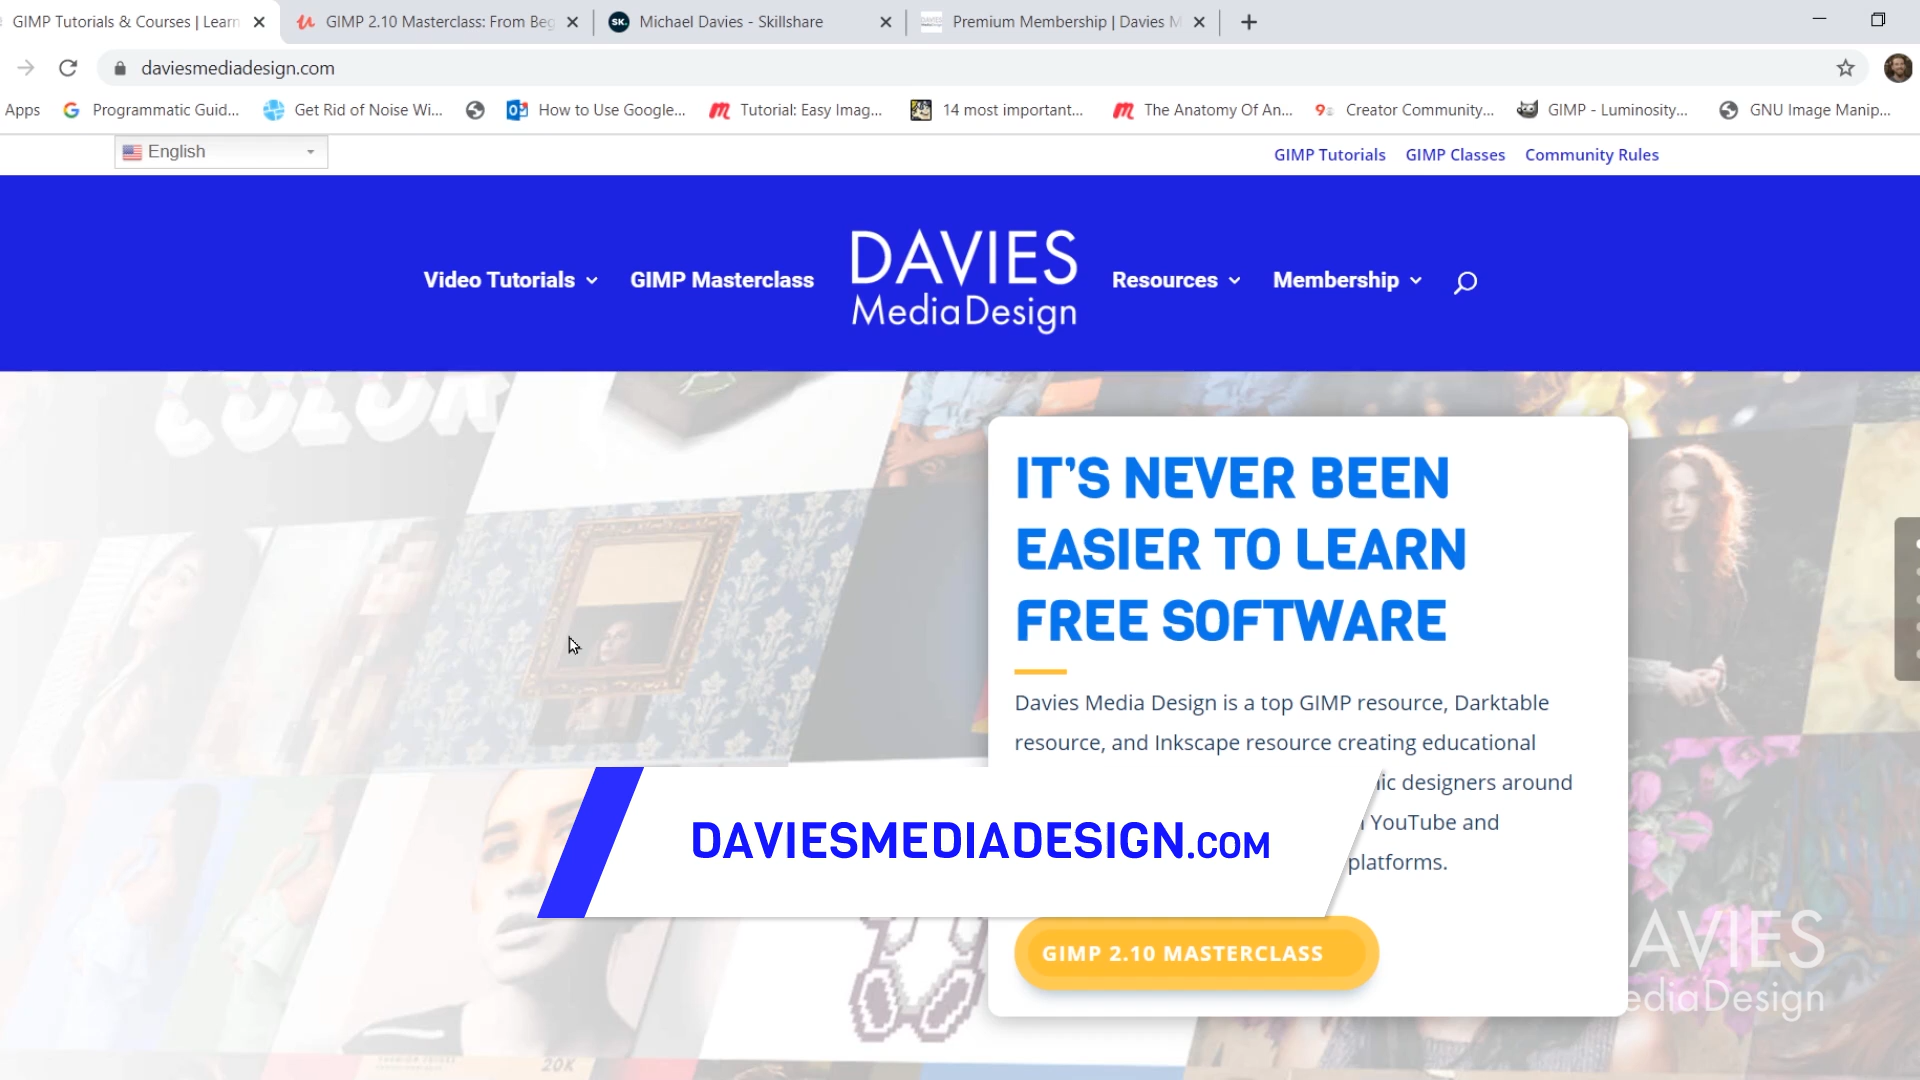 GIMP Tutorials & Courses | Learn
GIMP 2.10 Masterclass: From Beg
SK.
Michael Davies - Skillshare
Premium Membership | Davies M
daviesmediadesign.com
Apps
Programmatic Guid...
Get Rid of Noise Wi...
How to Use Google...
Tutorial: Easy Imag...
14 most important...
The Anatomy Of An...
Creator Community...
GIMP - Luminosity...
GNU Image Manip...
English
GIMP Tutorials
GIMP Classes
Community Rules
Video Tutorials
GIMP Masterclass
DAVIES
MediaDesign
Resources
Membership
COLOR
IT'S NEVER BEEN
EASIER TO LEARN
FREE SOFTWARE
Davies Media Design is a top GIMP resource, Darktable
resource, and Inkscape resource creating educational
designers around
YouTube and
platforms.
DAVIESMEDIADESIGN.COM
GIMP 2.10 MASTERCLASS
AVIES
ediaDesign
20K